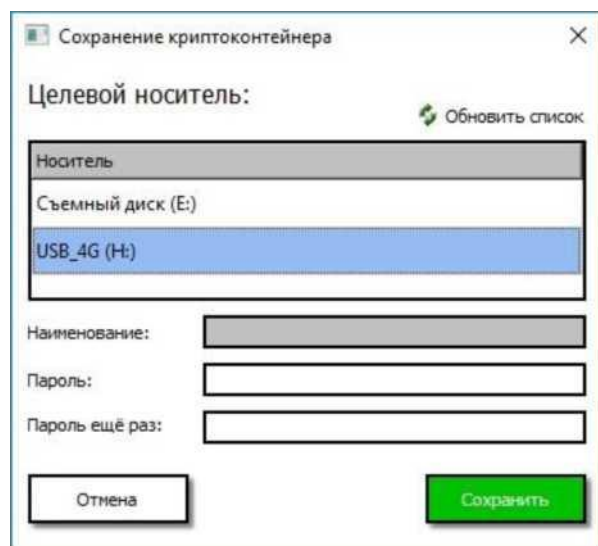 Сохранение криптоконтейнера
Целевой носитель:
Обновить список
Носитель
Съемный диск (E:)
USB_4G (H:)
Наименование:
Пароль:
Пароль ещё раз:
Отмена
Сохранить